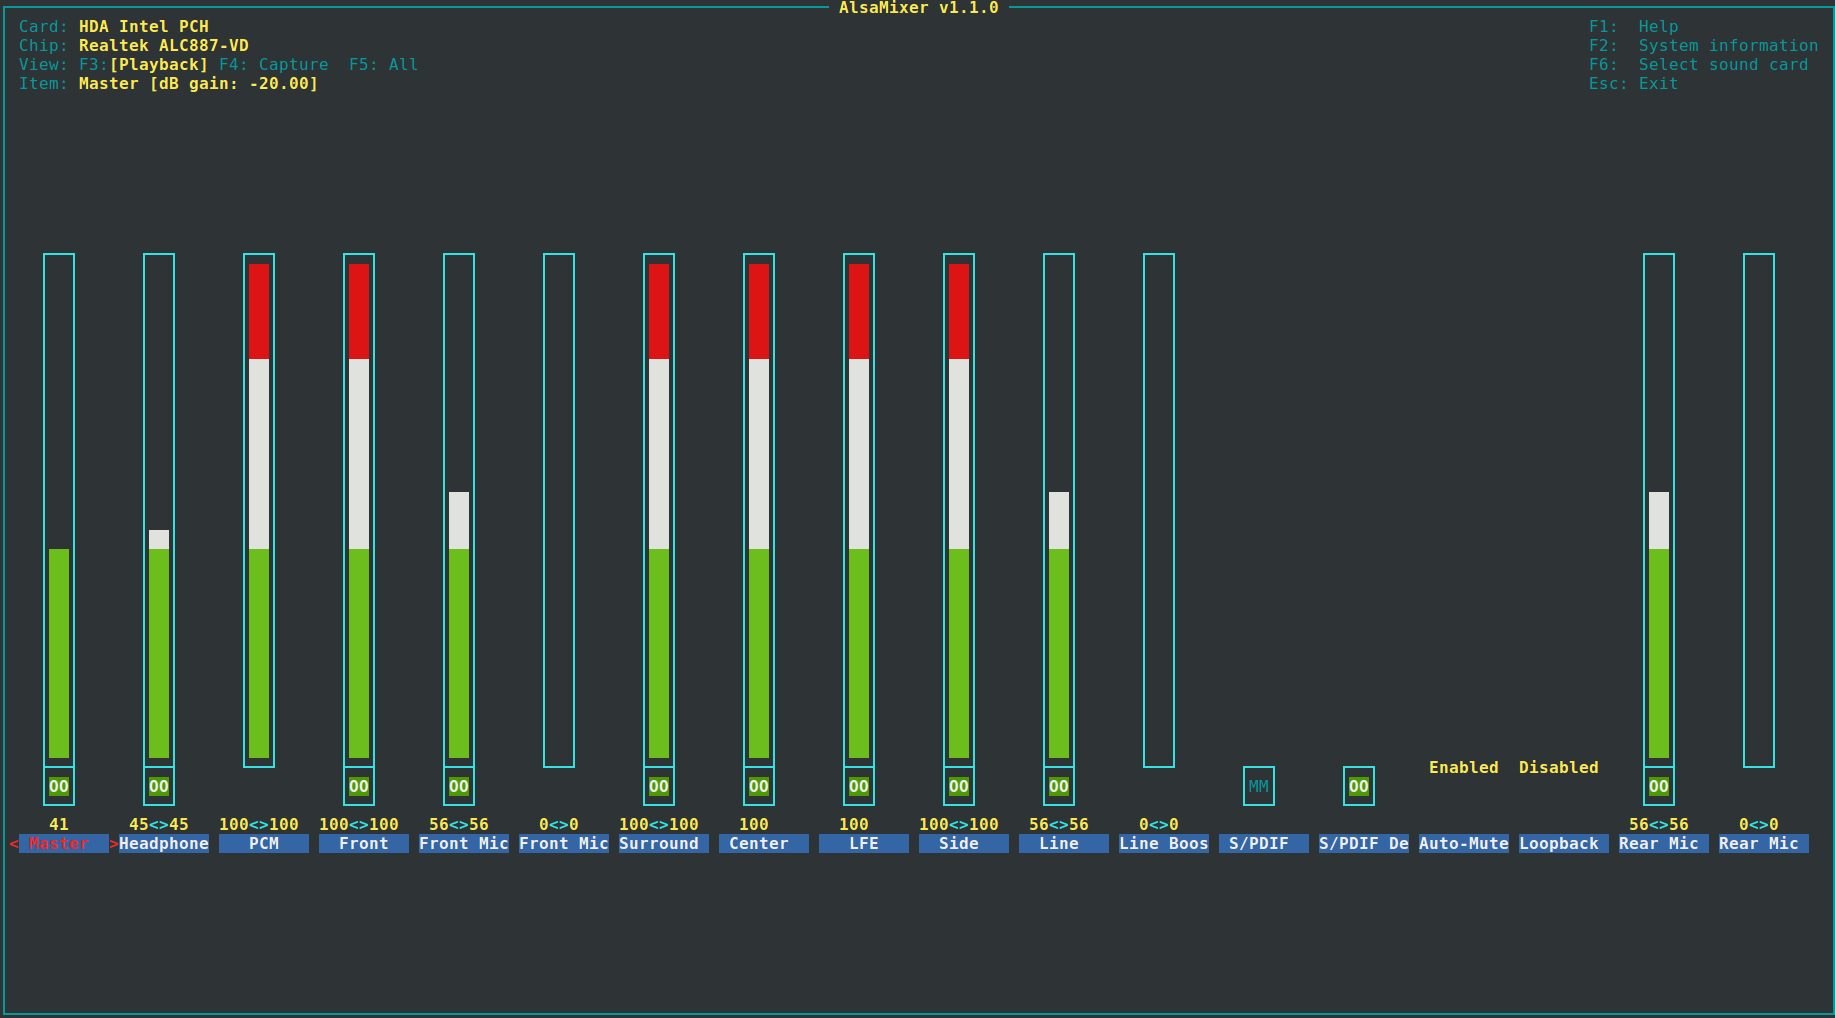 AlsaMixer v1.1.0
Card: HDA Intel PCH F1: Help
Chip: Realtek ALC887-VD F2: System information
View: F3:[Playback] F4: Capture F5: All F6: Select sound card
Item: Master [dB gain: -20.00] Esc: Exit
Enabled Disabled
OO OO OO OO OO OO OO OO OO MM OO OO
41 45<>45 100<>100 100<>100 56<>56 0<>0 100<>100 100 100 100<>100 56<>56 0<>0 56<>56 0<>0
< Master >Headphone PCM Front Front Mic Front Mic Surround Center LFE Side Line Line Boos S/PDIF S/PDIF De Auto-Mute Loopback Rear Mic Rear Mic